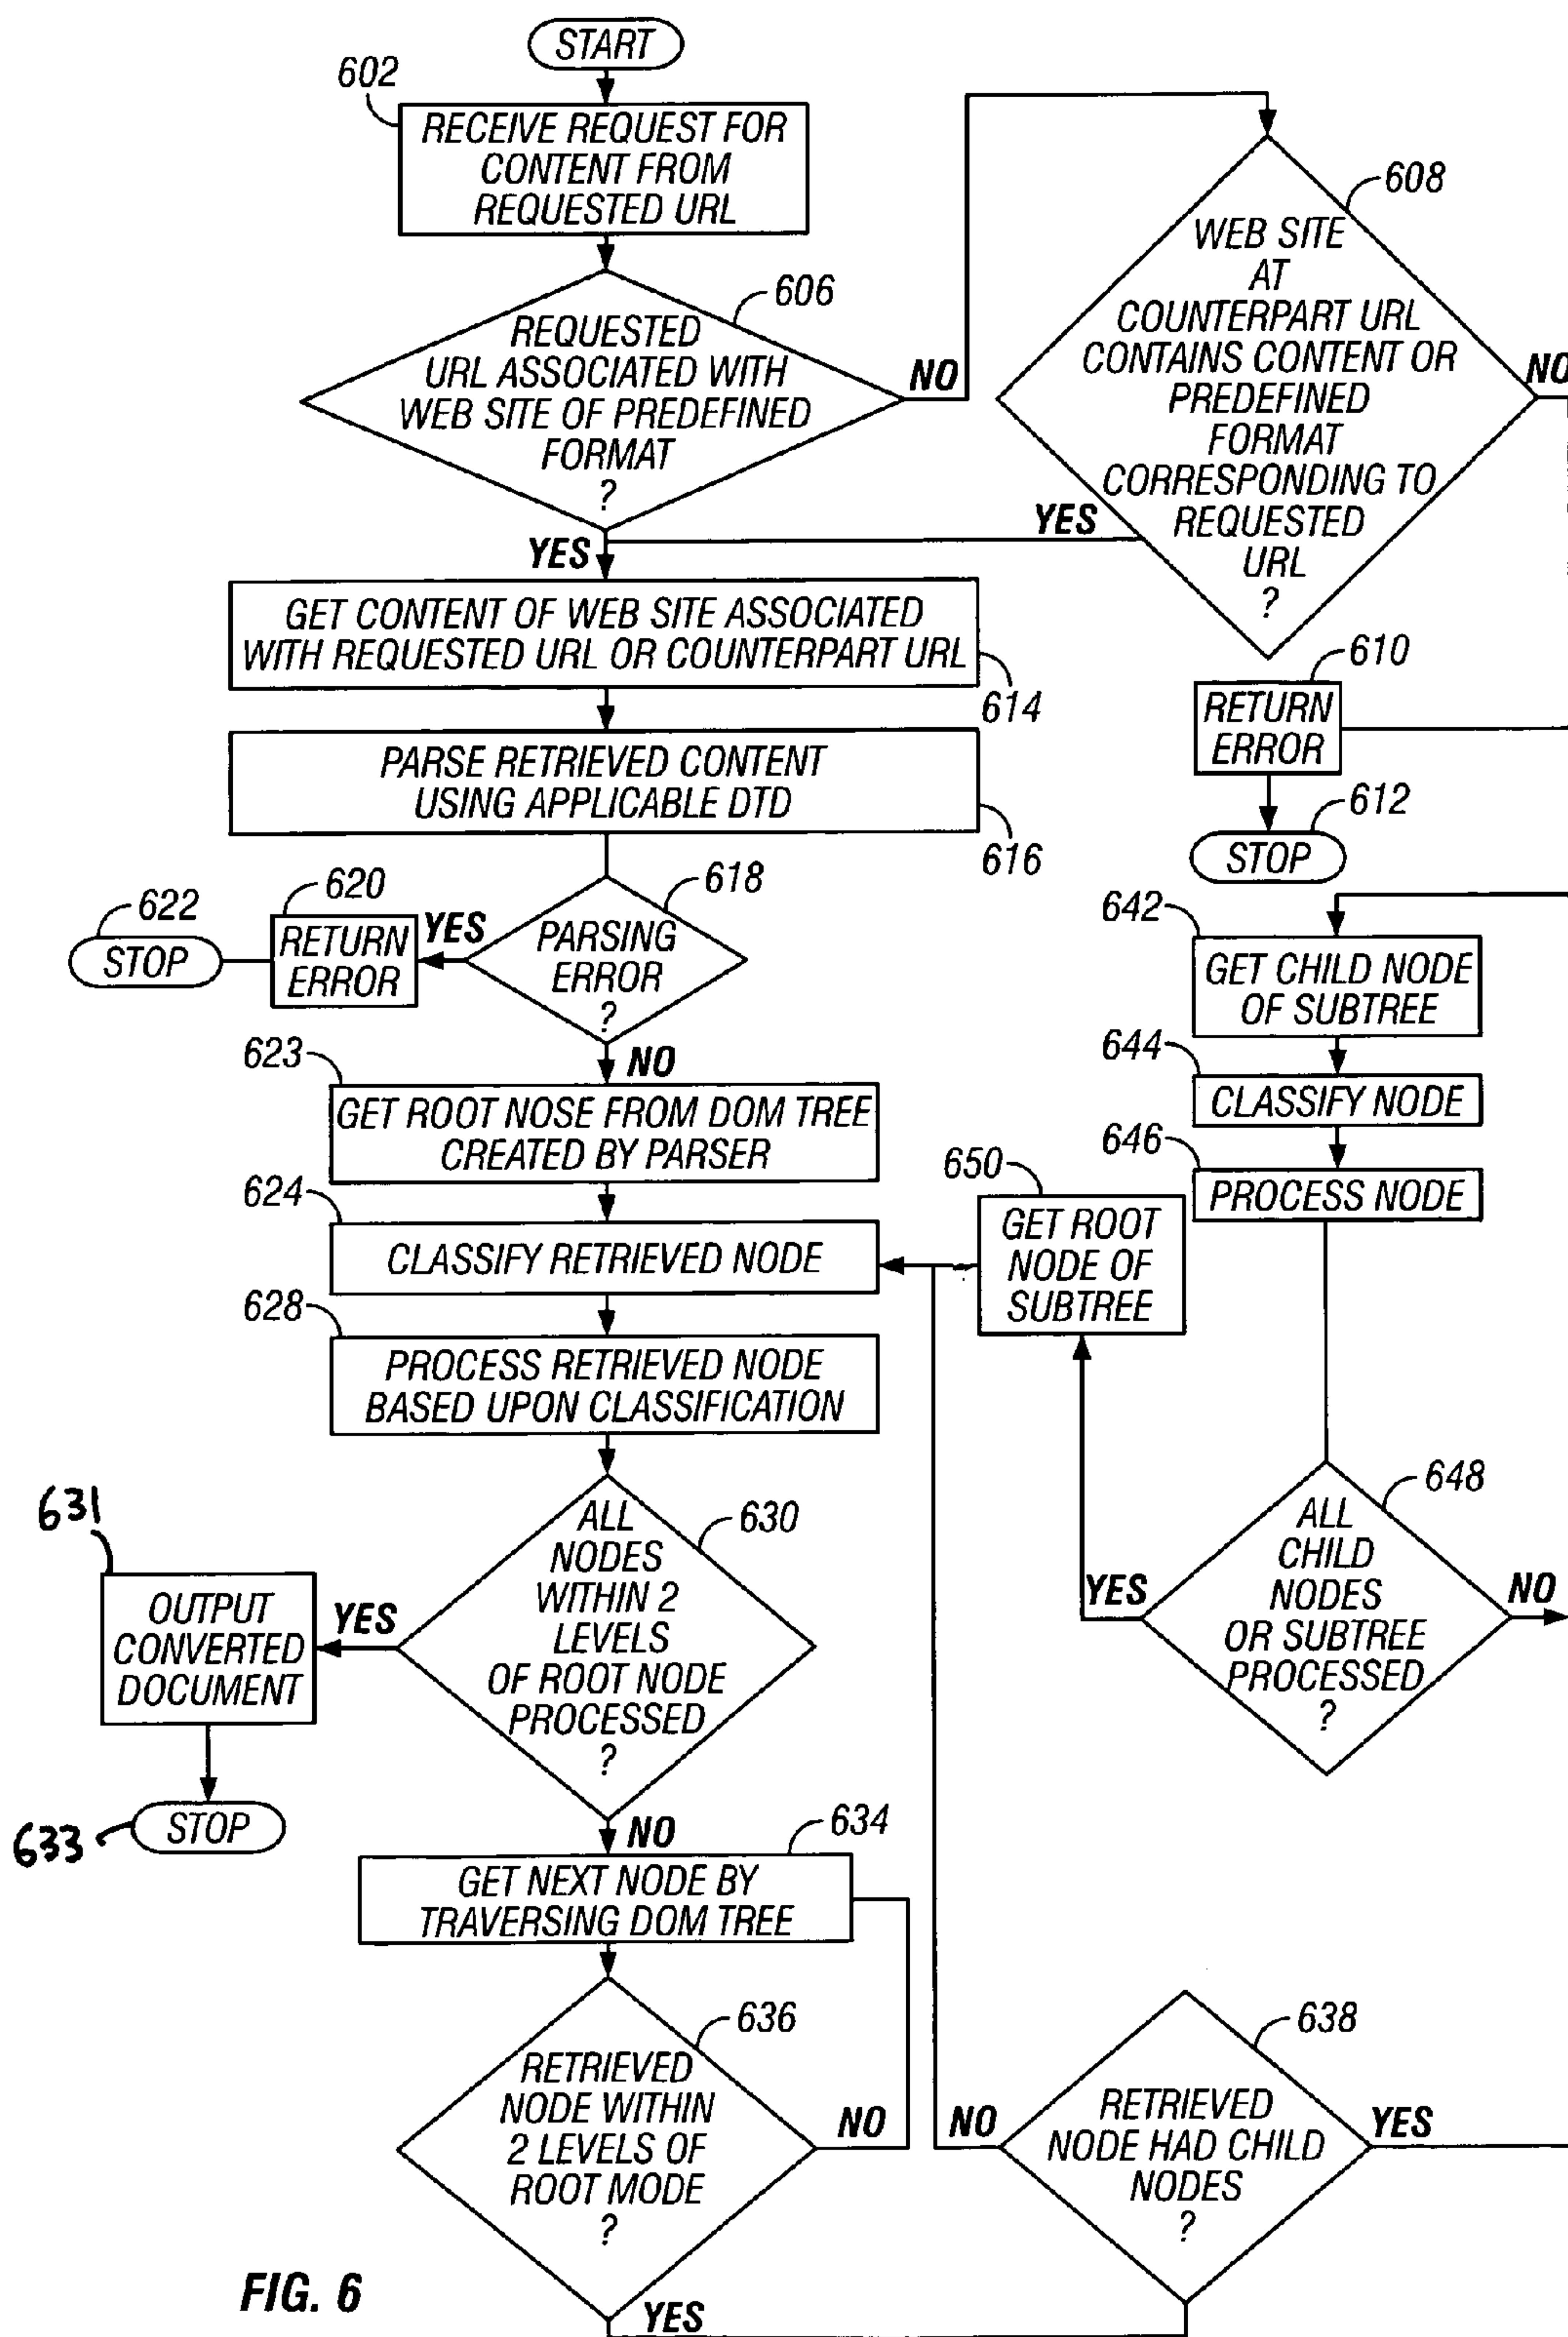 START
602
RECEIVE REQUEST FOR
CONTENT FROM
REQUESTED URL
606
REQUESTED
URL ASSOCIATED WITH
WEB SITE OF PREDEFINED
FORMAT
?
NO
YES
608
WEB SITE
AT
COUNTERPART URL
CONTAINS CONTENT OR
PREDEFINED
FORMAT
CORRESPONDING TO
REQUESTED
URL
?
NO
YES
GET CONTENT OF WEB SITE ASSOCIATED
WITH REQUESTED URL OR COUNTERPART URL
614
610
RETURN
ERROR
612
STOP
PARSE RETRIEVED CONTENT
USING APPLICABLE DTD
616
618
PARSING
ERROR
?
YES
620
RETURN
ERROR
622
STOP
NO
623
GET ROOT NOSE FROM DOM TREE
CREATED BY PARSER
624
CLASSIFY RETRIEVED NODE
628
PROCESS RETRIEVED NODE
BASED UPON CLASSIFICATION
642
GET CHILD NODE
OF SUBTREE
644
CLASSIFY NODE
646
PROCESS NODE
650
GET ROOT
NODE OF
SUBTREE
648
ALL
CHILD
NODES
OR SUBTREE
PROCESSED
?
YES
NO
630
ALL
NODES
WITHIN 2
LEVELS
OF ROOT NODE
PROCESSED
?
YES
631
OUTPUT
CONVERTED
DOCUMENT
633
STOP
NO
634
GET NEXT NODE BY
TRAVERSING DOM TREE
636
RETRIEVED
NODE WITHIN
2 LEVELS OF
ROOT MODE
?
NO
YES
638
RETRIEVED
NODE HAD CHILD
NODES
?
NO
YES
FIG. 6